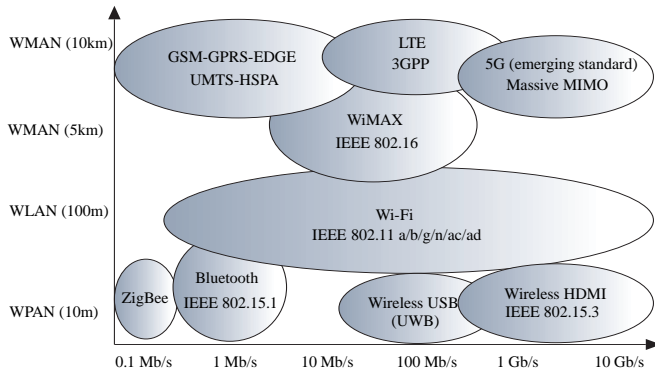 WMAN (10km)
GSM-GPRS-EDGE
UMTS-HSPA
LTE
3GPP
5G (emerging standard)
Massive MIMO
WMAN (5km)
WiMAX
IEEE 802.16
WLAN (100m)
Wi-Fi
IEEE 802.11 a/b/g/n/ac/ad
WPAN (10m)
ZigBee
Bluetooth
IEEE 802.15.1
Wireless USB
(UWB)
Wireless HDMI
IEEE 802.15.3
0.1 Mb/s 1 Mb/s 10 Mb/s 100 Mb/s 1 Gb/s 10 Gb/s